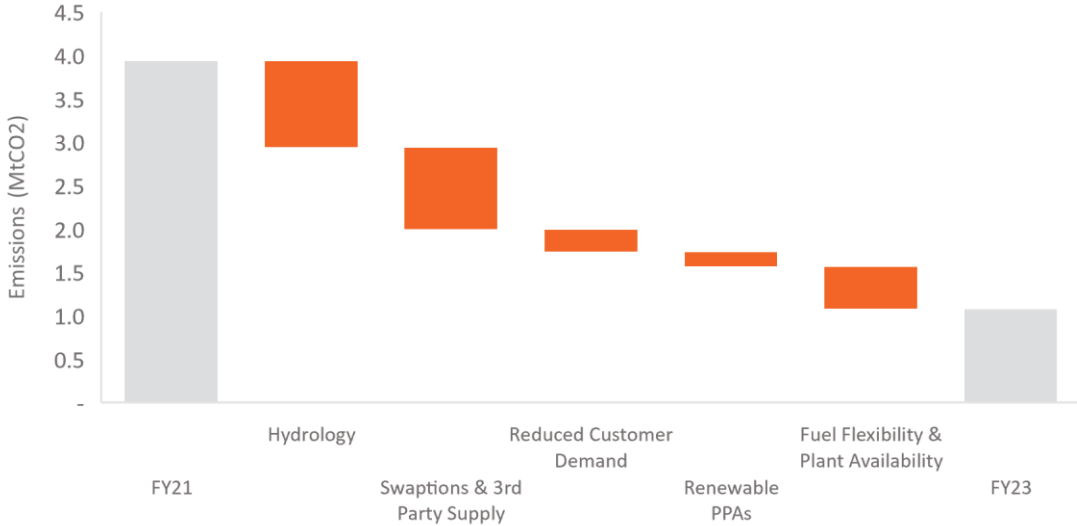 Emissions (MtCO2)
4.5
4.0
3.5
3.0
2.5
2.0
1.5
1.0
0.5
-
Hydrology
Reduced Customer
Demand
Fuel Flexibility &
Plant Availability
FY21
Swaptions & 3rd
Party Supply
Renewable
PPAs
FY23